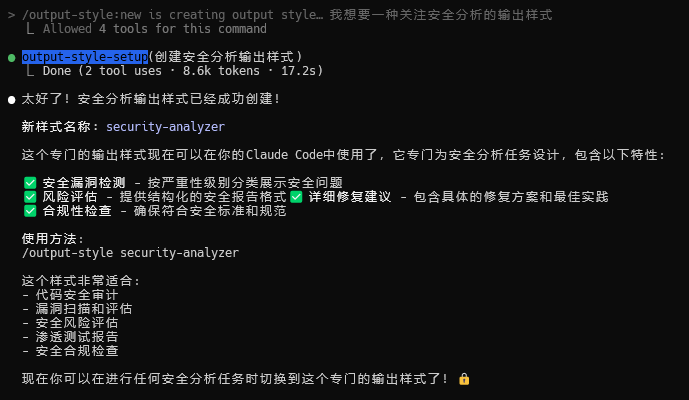 > /output-style:new is creating output style… 我想要一种关注安全分析的输出样式
⎿ Allowed 4 tools for this command
● output-style-setup(创建安全分析输出样式)
⎿ Done (2 tool uses · 8.6k tokens · 17.2s)
● 太好了! 安全分析输出样式已经成功创建!
新样式名称: security-analyzer
这个专门的输出样式现在可以在你的Claude Code中使用了, 它专门为安全分析任务设计, 包含以下特性:
✅ 安全漏洞检测 - 按严重性级别分类展示安全问题
✅ 风险评估 - 提供结构化的安全报告格式 ✅ 详细修复建议 - 包含具体的修复方案和最佳实践
✅ 合规性检查 - 确保符合安全标准和规范
使用方法:
/output-style security-analyzer
这个样式非常适合:
- 代码安全审计
- 漏洞扫描和评估
- 安全风险评估
- 渗透测试报告
- 安全合规检查
现在你可以在进行任何安全分析任务时切换到这个专门的输出样式了! 🔒